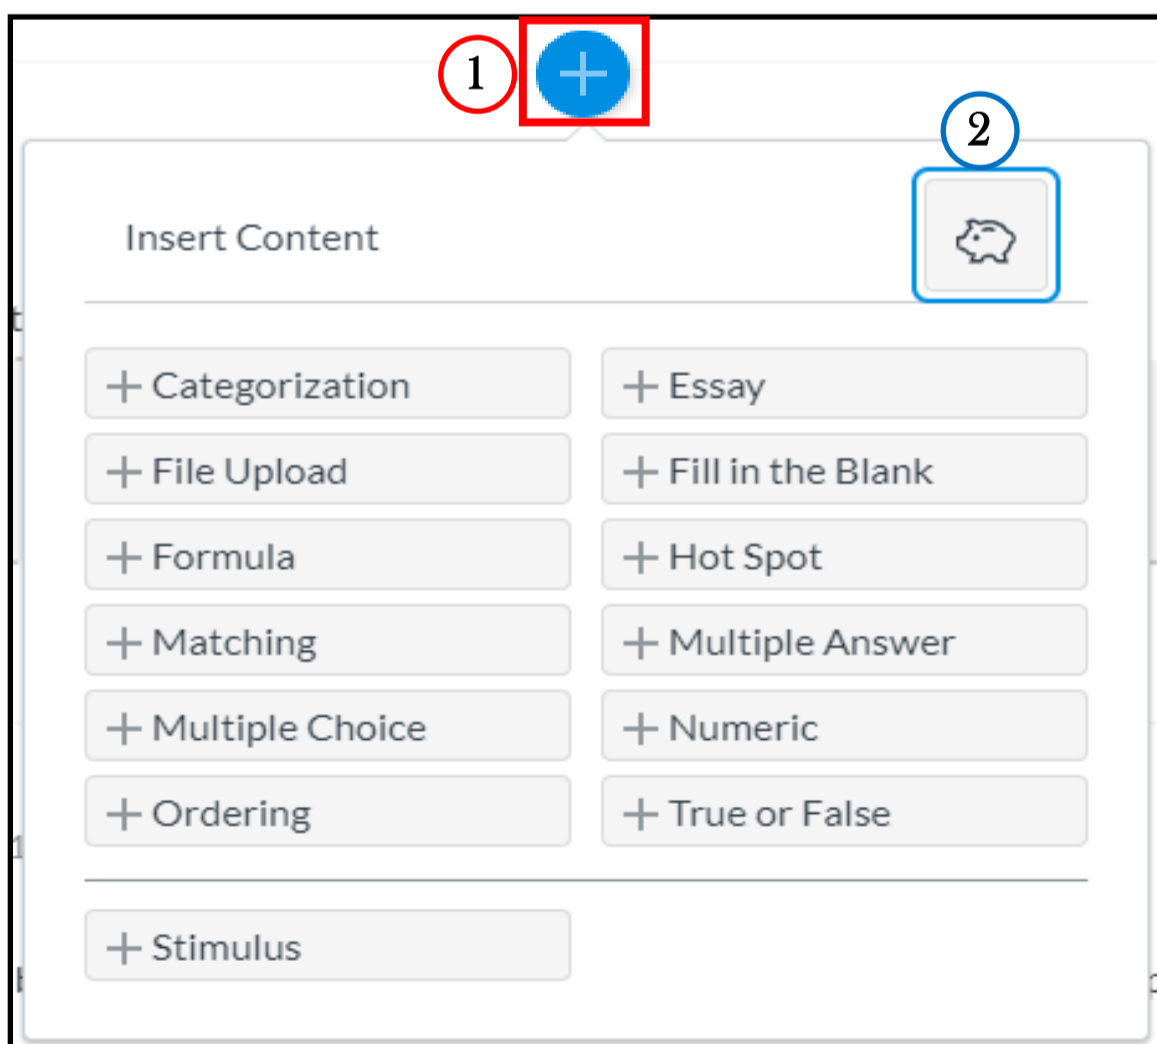 1
2
Insert Content
+ Categorization
+ Essay
+ File Upload
+ Fill in the Blank
+ Formula
+ Hot Spot
+ Matching
+ Multiple Answer
+ Multiple Choice
+ Numeric
+ Ordering
+ True or False
+ Stimulus